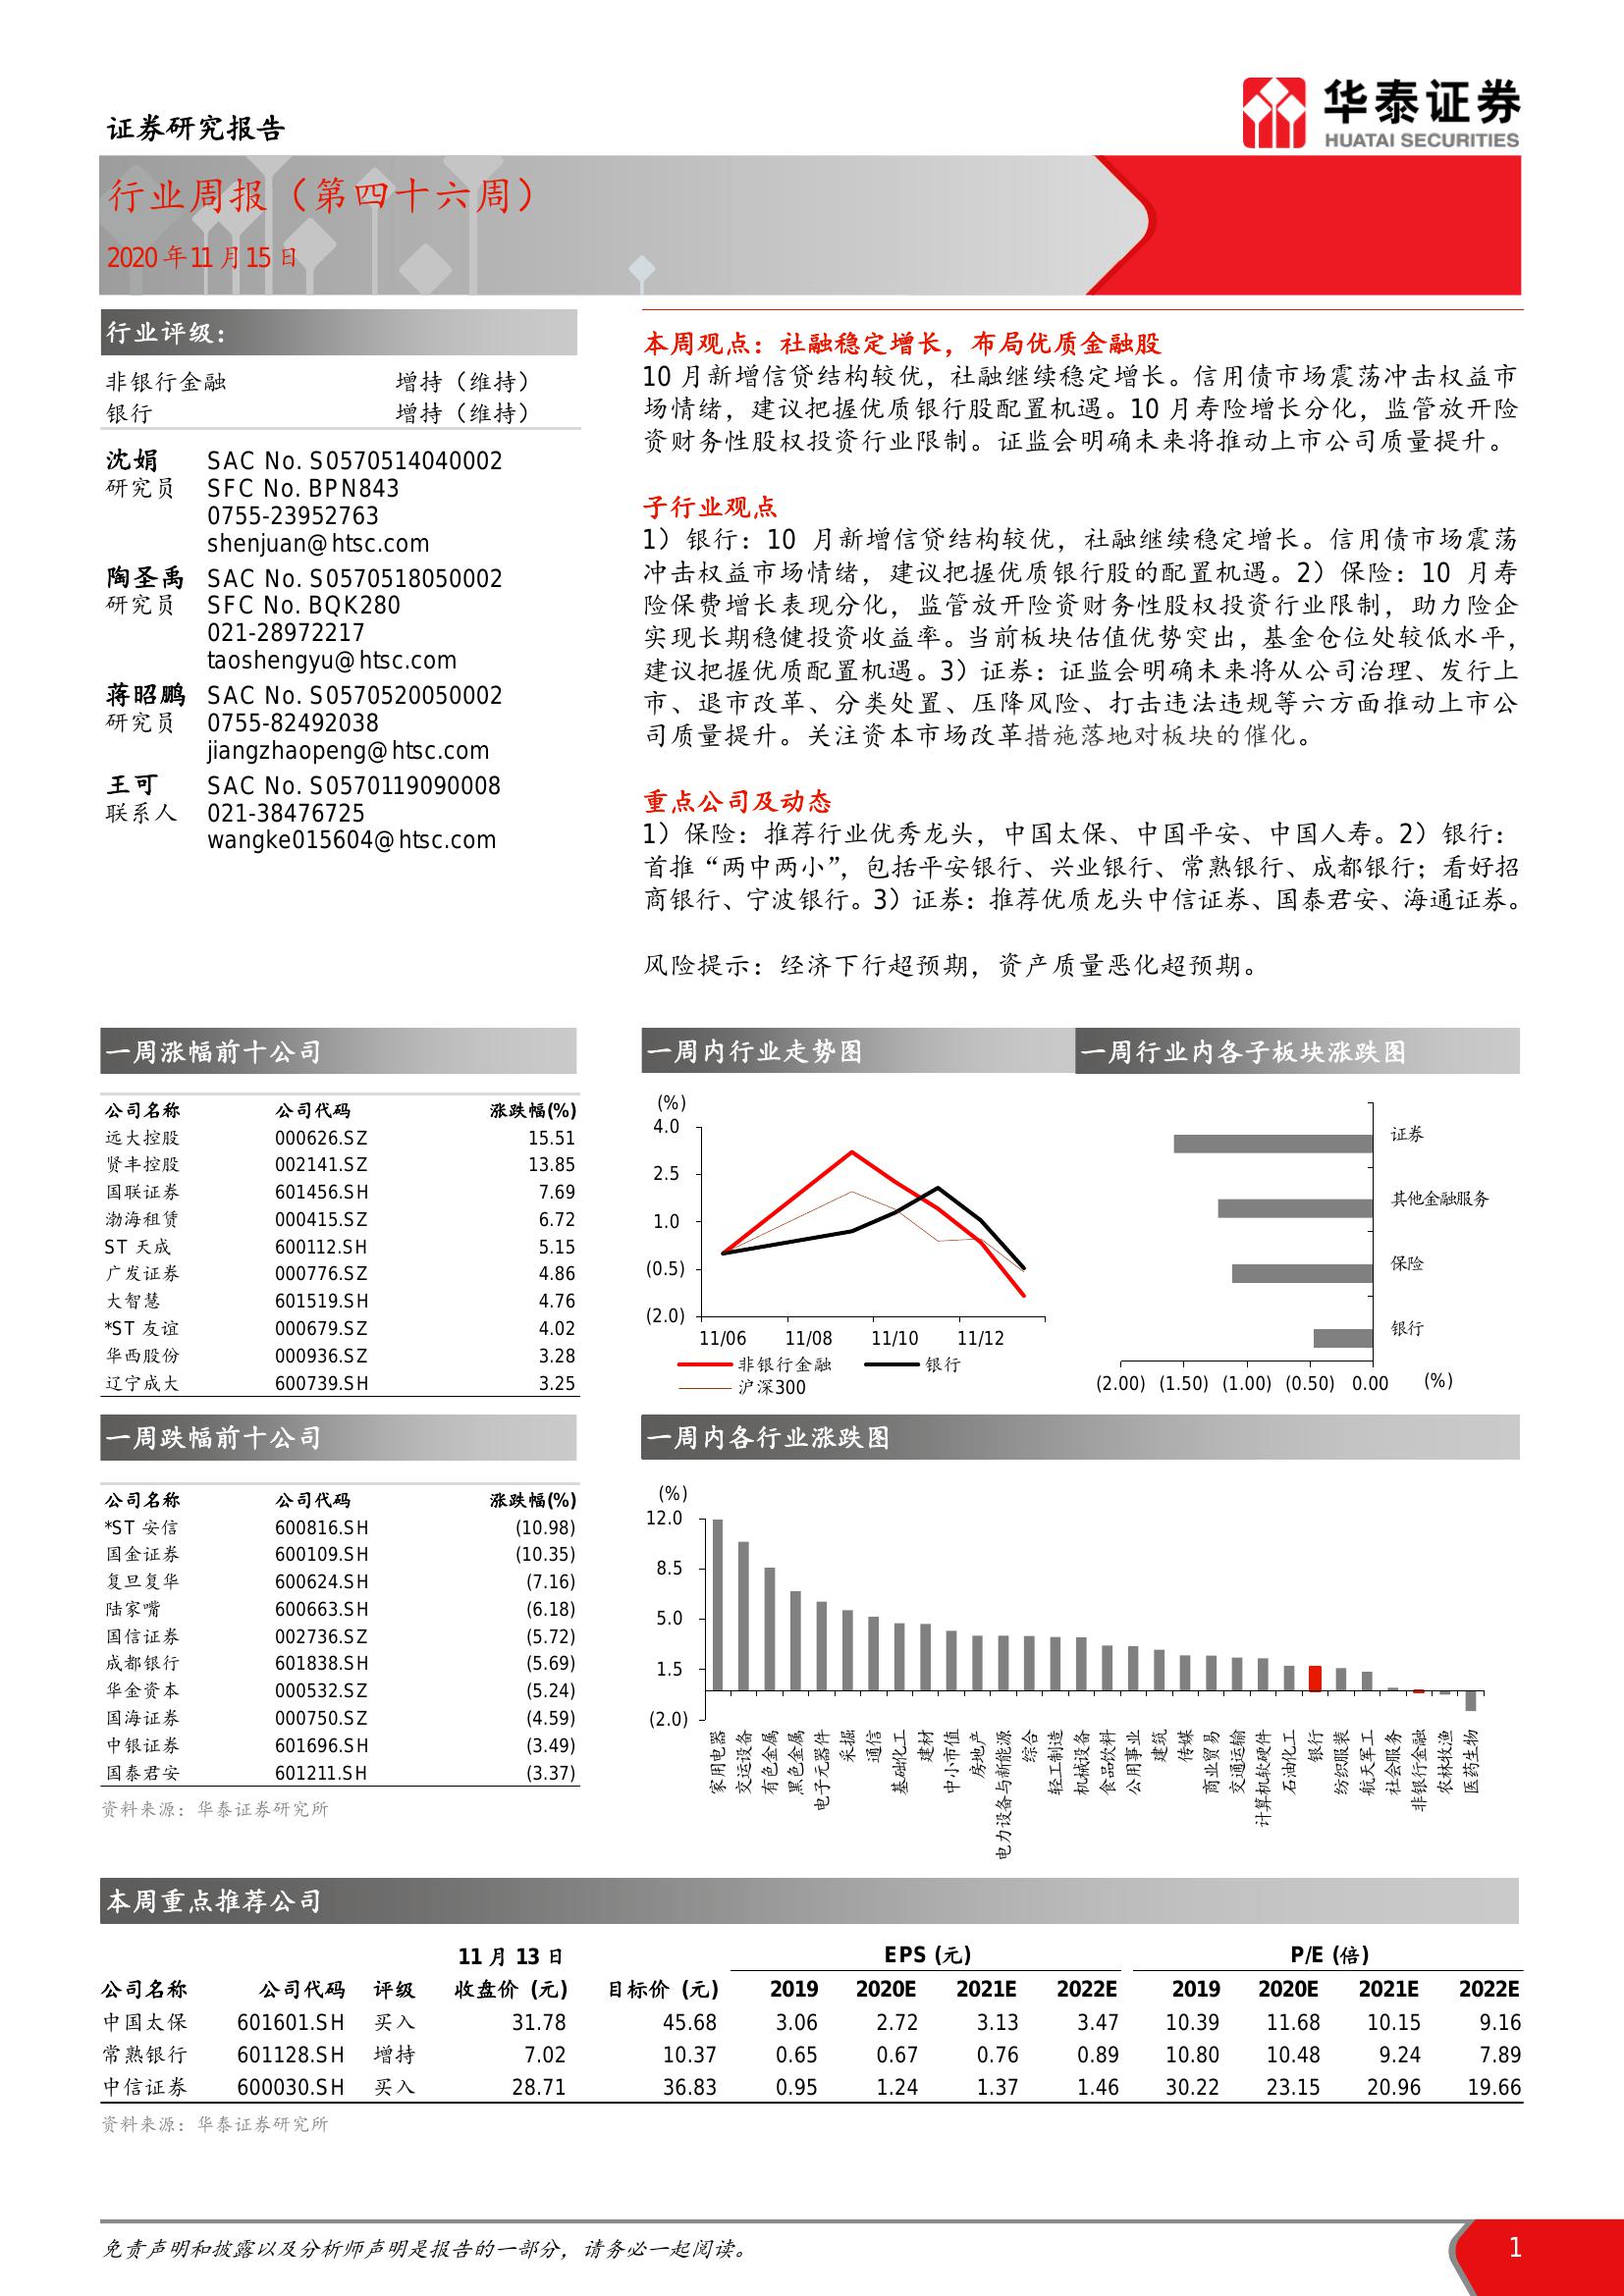 证券研究报告
华泰证券
HUATAI SECURITIES
行业周报（第四十六周）
2020年11月15日
行业评级：
非银行金融 增持（维持）
银行 增持（维持）
沈娟 SAC No. S0570514040002
研究员 SFC No. BPN843
0755-23952763
shenjuan@htsc.com
陶圣禹 SAC No. S0570518050002
研究员 SFC No. BQK280
021-28972217
taoshengyu@htsc.com
蒋昭鹏 SAC No. S0570520050002
研究员 0755-82492038
jiangzhaopeng@htsc.com
王可 SAC No. S0570119090008
联系人 021-38476725
wangke015604@htsc.com
本周观点：社融稳定增长，布局优质金融股
10 月新增信贷结构较优，社融继续稳定增长。信用债市场震荡冲击权益市
场情绪，建议把握优质银行股配置机遇。10 月寿险增长分化，监管放开险
资财务性股权投资行业限制。证监会明确未来将推动上市公司质量提升。
子行业观点
1）银行：10 月新增信贷结构较优，社融继续稳定增长。信用债市场震荡
冲击权益市场情绪，建议把握优质银行股的配置机遇。2）保险：10 月寿
险保费增长表现分化，监管放开险资财务性股权投资行业限制，助力险企
实现长期稳健投资收益率。当前板块估值优势突出，基金仓位处较低水平，
建议把握优质配置机遇。3）证券：证监会明确未来将从公司治理、发行上
市、退市改革、分类处置、压降风险、打击违法违规等六方面推动上市公
司质量提升。关注资本市场改革措施落地对板块的催化。
重点公司及动态
1）保险：推荐行业优秀龙头，中国太保、中国平安、中国人寿。2）银行：
首推“两中两小”，包括平安银行、兴业银行、常熟银行、成都银行；看好招
商银行、宁波银行。3）证券：推荐优质龙头中信证券、国泰君安、海通证券。
风险提示：经济下行超预期，资产质量恶化超预期。
一周涨幅前十公司
公司名称 公司代码 涨跌幅(%)
远大控股 000626.SZ 15.51
贤丰控股 002141.SZ 13.85
国联证券 601456.SH 7.69
渤海租赁 000415.SZ 6.72
ST 天成 600112.SH 5.15
广发证券 000776.SZ 4.86
大智慧 601519.SH 4.76
*ST 友谊 000679.SZ 4.02
华西股份 000936.SZ 3.28
辽宁成大 600739.SH 3.25
一周内行业走势图
(%)
4.0
2.5
1.0
(0.5)
(2.0)
11/06 11/08 11/10 11/12
非银行金融 银行
沪深300
一周行业内各子板块涨跌图
证券
其他金融服务
保险
银行
(2.00) (1.50) (1.00) (0.50) 0.00 (%)
一周跌幅前十公司
公司名称 公司代码 涨跌幅(%)
*ST 安信 600816.SH (10.98)
国金证券 600109.SH (10.35)
复旦复华 600624.SH (7.16)
陆家嘴 600663.SH (6.18)
国信证券 002736.SZ (5.72)
成都银行 601838.SH (5.69)
华金资本 000532.SZ (5.24)
国海证券 000750.SZ (4.59)
中银证券 601696.SH (3.49)
国泰君安 601211.SH (3.37)
资料来源：华泰证券研究所
一周内各行业涨跌图
(%)
12.0
8.5
5.0
1.5
(2.0)
家用电器
交运设备
有色金属
黑色金属
电子元器件
采掘
通信
基础化工
建材
中小市值
房地产
电力设备与新能源
综合
轻工制造
机械设备
食品饮料
公用事业
建筑
传媒
商业贸易
交通运输
计算机软硬件
石油化工
银行
纺织服装
航天军工
社会服务
非银行金融
农林牧渔
医药生物
本周重点推荐公司
11 月 13 日 EPS (元) P/E (倍)
公司名称 公司代码 评级 收盘价 (元) 目标价 (元) 2019 2020E 2021E 2022E 2019 2020E 2021E 2022E
中国太保 601601.SH 买入 31.78 45.68 3.06 2.72 3.13 3.47 10.39 11.68 10.15 9.16
常熟银行 601128.SH 增持 7.02 10.37 0.65 0.67 0.76 0.89 10.80 10.48 9.24 7.89
中信证券 600030.SH 买入 28.71 36.83 0.95 1.24 1.37 1.46 30.22 23.15 20.96 19.66
资料来源：华泰证券研究所
免责声明和披露以及分析师声明是报告的一部分，请务必一起阅读。 1